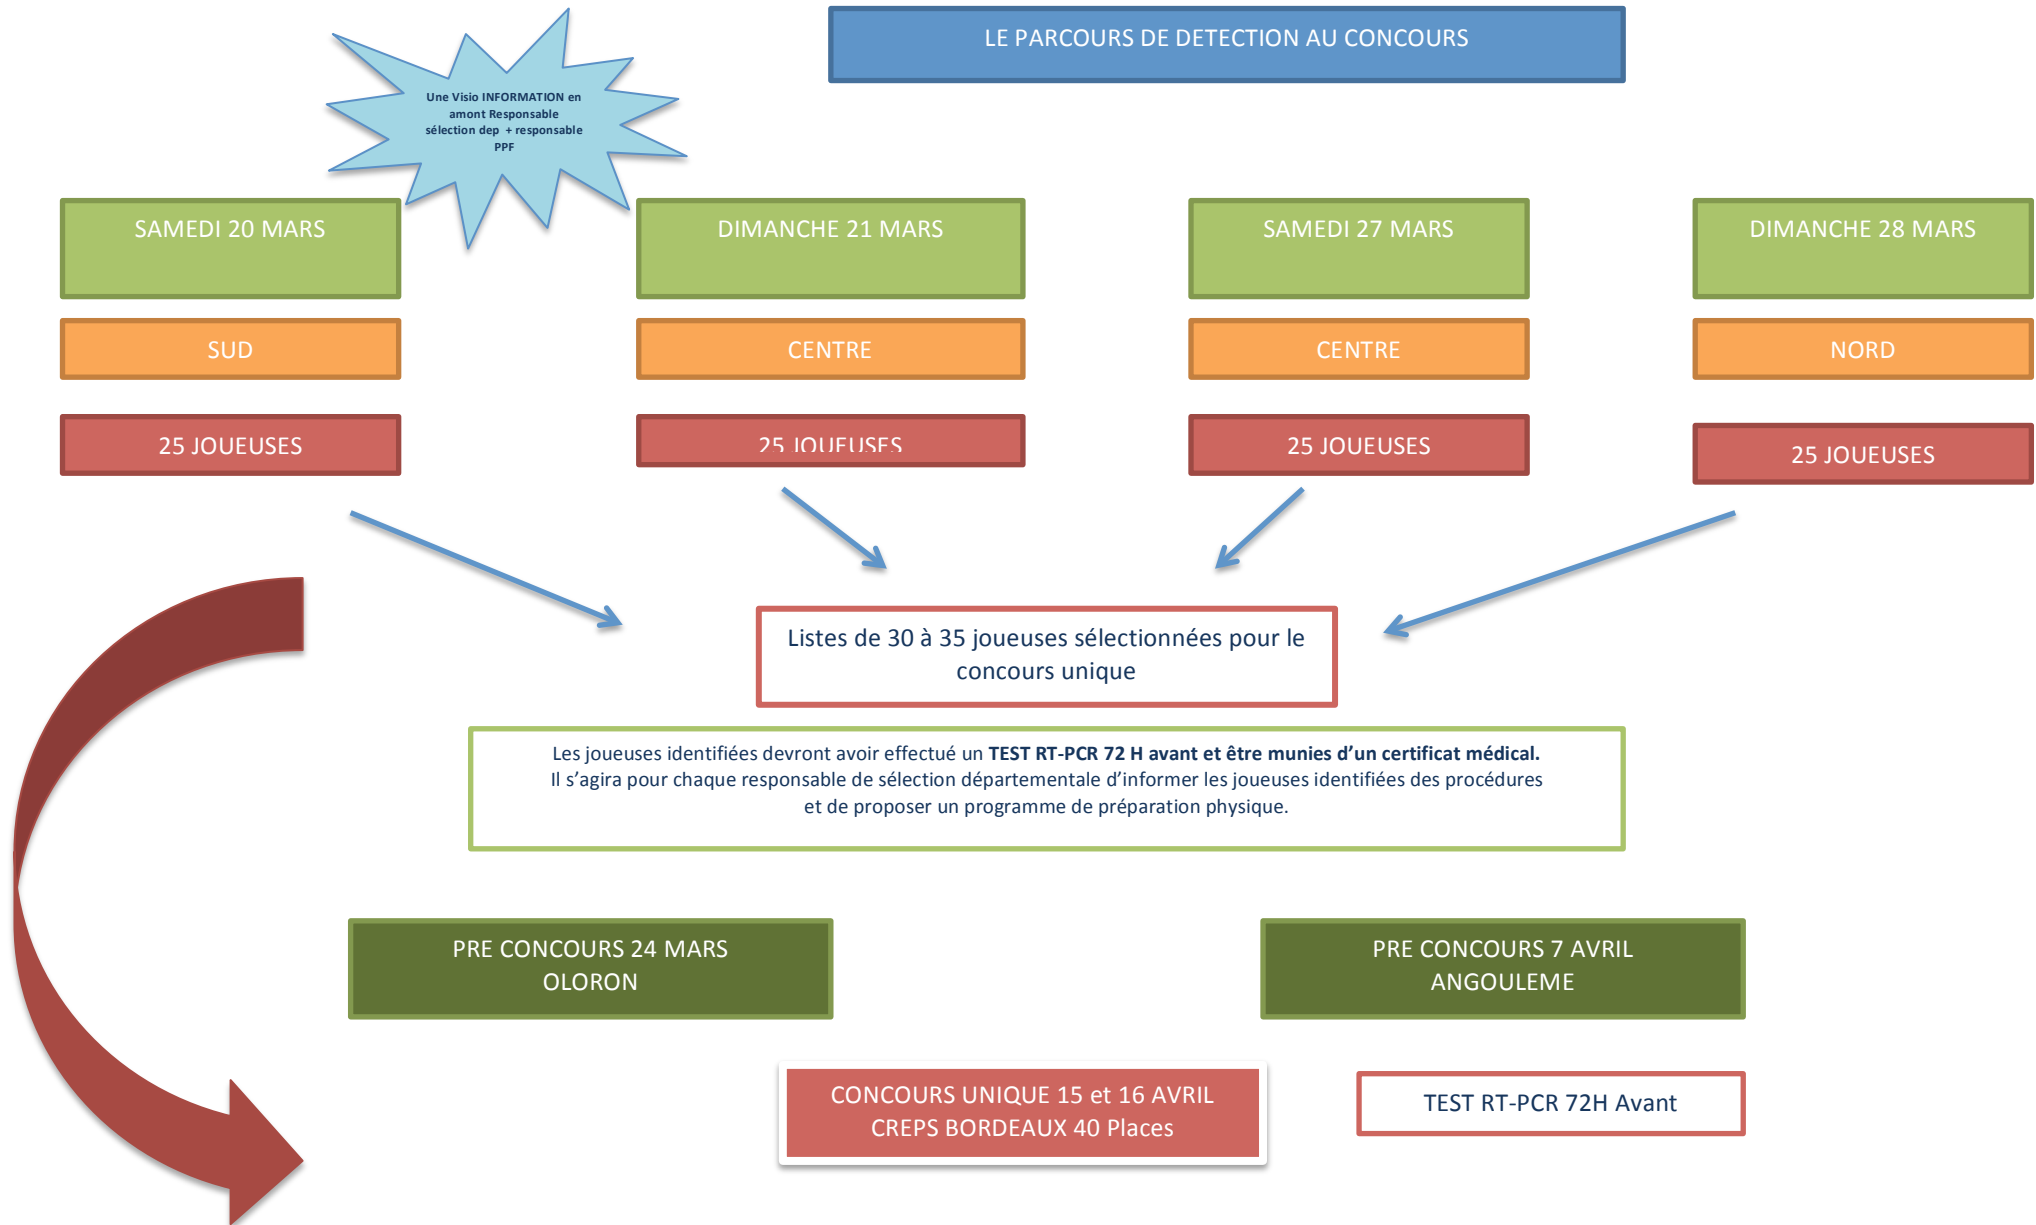 LE PARCOURS DE DETECTION AU CONCOURS
Une Visio INFORMATION en
amont Responsable
sélection dep + responsable
PPF
SAMEDI 20 MARS
DIMANCHE 21 MARS
SAMEDI 27 MARS
DIMANCHE 28 MARS
SUD
CENTRE
CENTRE
NORD
25 JOUEUSES
25 JOUEUSES
25 JOUEUSES
25 JOUEUSES
Listes de 30 à 35 joueuses sélectionnées pour le
concours unique
Les joueuses identifiées devront avoir effectué un TEST RT-PCR 72 H avant et être munies d’un certificat médical.
Il s’agira pour chaque responsable de sélection départementale d’informer les joueuses identifiées des procédures
et de proposer un programme de préparation physique.
PRE CONCOURS 24 MARS
OLORON
PRE CONCOURS 7 AVRIL
ANGOULEME
CONCOURS UNIQUE 15 et 16 AVRIL
CREPS BORDEAUX 40 Places
TEST RT-PCR 72H Avant